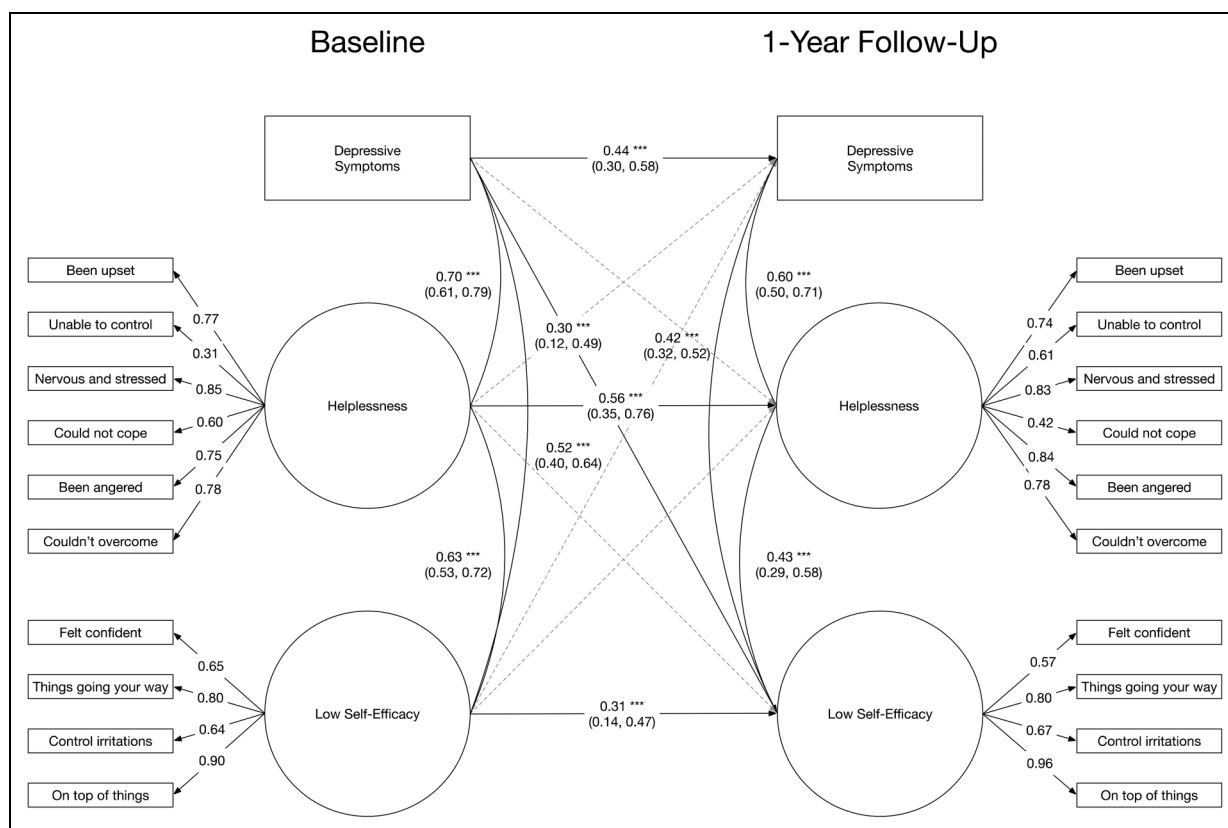 Baseline
1-Year Follow-Up
Depressive
Symptoms
0.44 ***
(0.30, 0.58)
Depressive
Symptoms
Been upset
Unable to control
Nervous and stressed
Could not cope
Been angered
Couldn't overcome
0.77
0.31
0.85
0.60
0.75
0.78
Helplessness
0.70 ***
(0.61, 0.79)
0.30 ***
(0.12, 0.49)
0.42 ***
(0.32, 0.52)
0.60 ***
(0.50, 0.71)
0.56 ***
(0.35, 0.76)
0.52 ***
(0.40, 0.64)
Helplessness
0.74
0.61
0.83
0.42
0.84
0.78
Been upset
Unable to control
Nervous and stressed
Could not cope
Been angered
Couldn't overcome
0.63 ***
(0.53, 0.72)
0.43 ***
(0.29, 0.58)
Felt confident
Things going your way
Control irritations
On top of things
0.65
0.80
0.64
0.90
Low Self-Efficacy
0.31 ***
(0.14, 0.47)
Low Self-Efficacy
0.57
0.80
0.67
0.96
Felt confident
Things going your way
Control irritations
On top of things